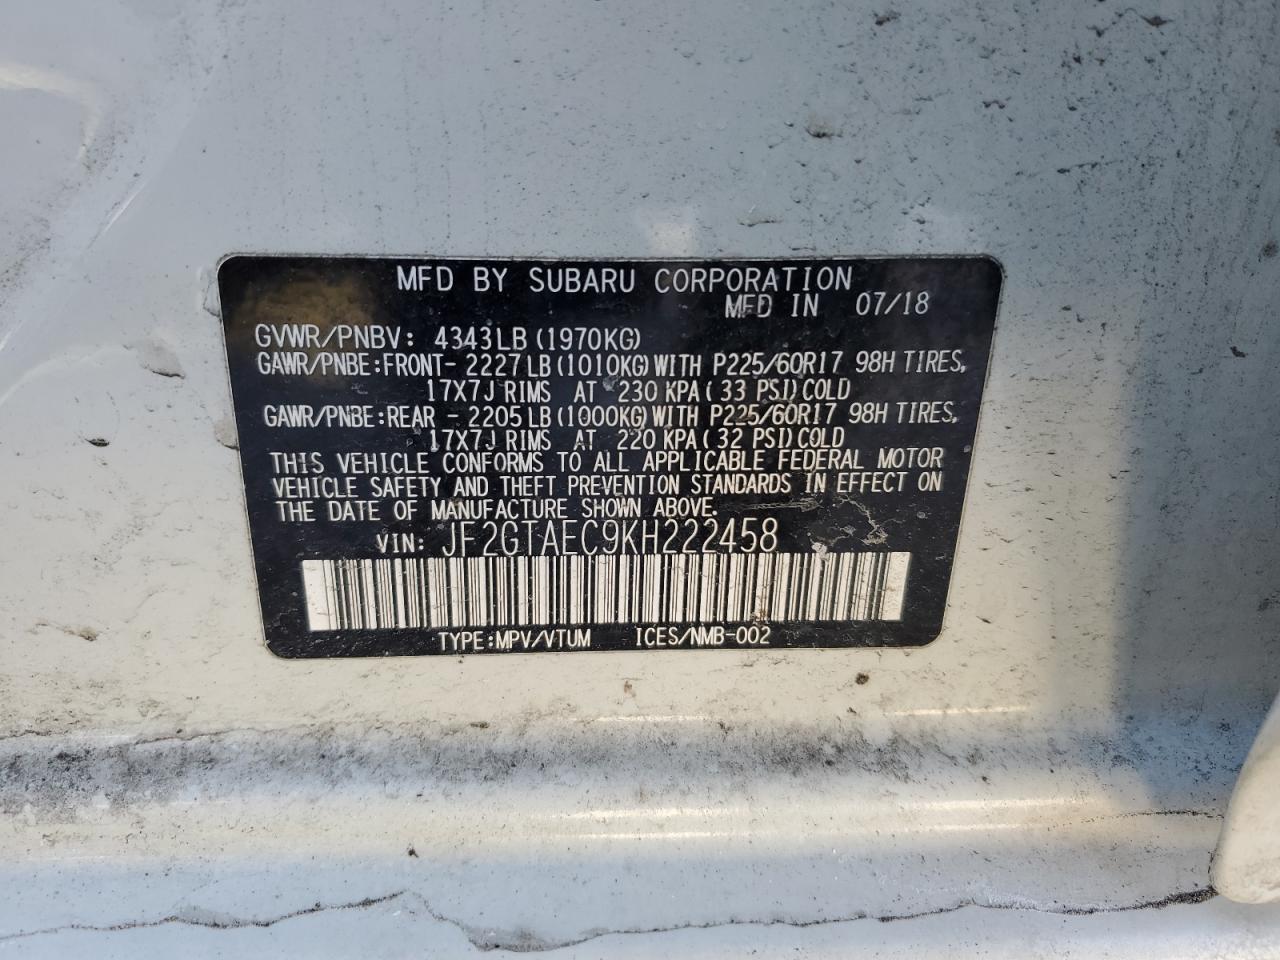 MFD BY SUBARU CORPORATION
MFD IN 07/18
GVWR/PNBV: 4343LB (1970KG)
GAWR/PNBE:FRONT- 2227LB (1010KG) WITH P225/60R17 98H TIRES,
17X7J RIMS AT 230 KPA (33 PSI) COLD
GAWR/PNBE:REAR - 2205LB (1000KG) WITH P225/60R17 98H TIRES,
17X7J RIMS AT 220 KPA (32 PSI) COLD
THIS VEHICLE CONFORMS TO ALL APPLICABLE FEDERAL MOTOR
VEHICLE SAFETY AND THEFT PREVENTION STANDARDS IN EFFECT ON
THE DATE OF MANUFACTURE SHOWN ABOVE.
VIN: JF2GTAEC9KH222458
TYPE:MPV/VTUM ICES/NMB-002